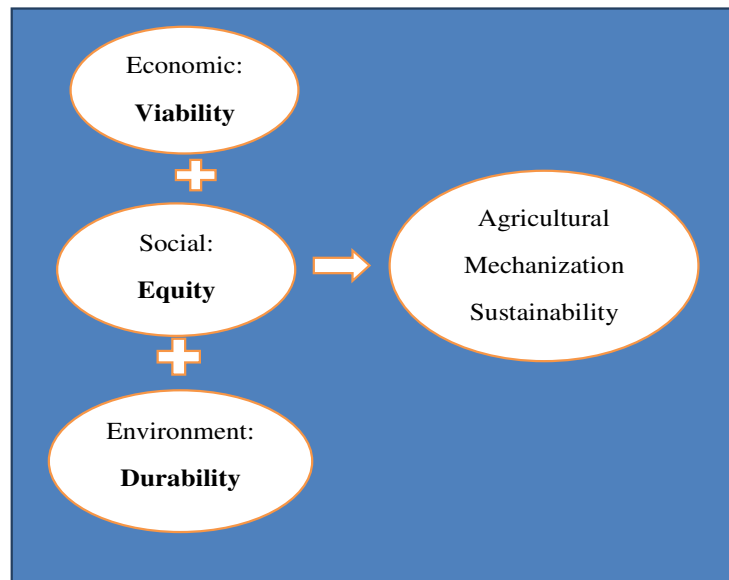 Economic:
Viability
Social:
Equity
Environment:
Durability
Agricultural
Mechanization
Sustainability